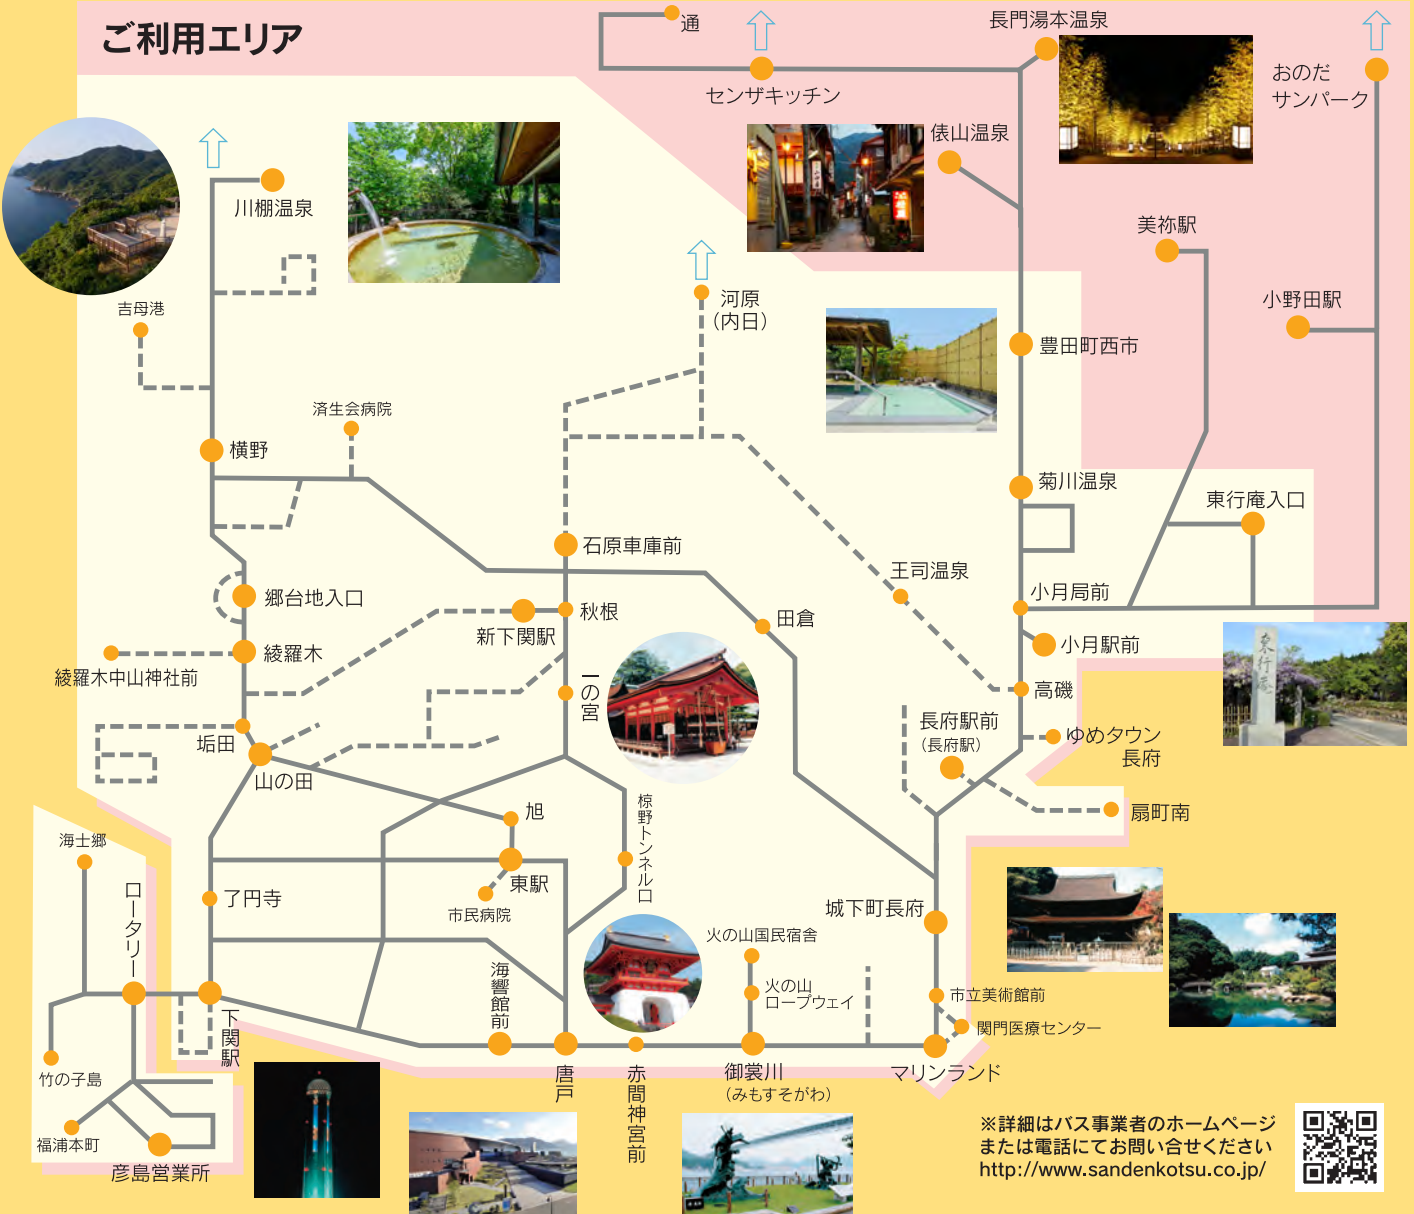 ご利用エリア
通
長門湯本温泉
センザキッチン
おのだ
サンパーク
俵山温泉
川棚温泉
美祢駅
吉母港
河原
（内日）
小野田駅
豊田町西市
済生会病院
横野
菊川温泉
東行庵入口
石原車庫前
王司温泉
小月局前
郷台地入口
秋根
新下関駅
田倉
小月駅前
綾羅木
綾羅木中山神社前
一の宮
高磯
長府駅前
（長府駅）
ゆめタウン
長府
垢田
山の田
扇町南
旭
椋野トンネル口
海士郷
ロータリー
東駅
市民病院
了円寺
城下町長府
火の山国民宿舎
海響館前
火の山
ロープウェイ
市立美術館前
関門医療センター
下関駅
竹の子島
唐戸
赤間神宮前
御裳川
（みもすそがわ）
マリンランド
福浦本町
彦島営業所
東行庵
※詳細はバス事業者のホームページ
または電話にてお問い合せください
http://www.sandenkotsu.co.jp/